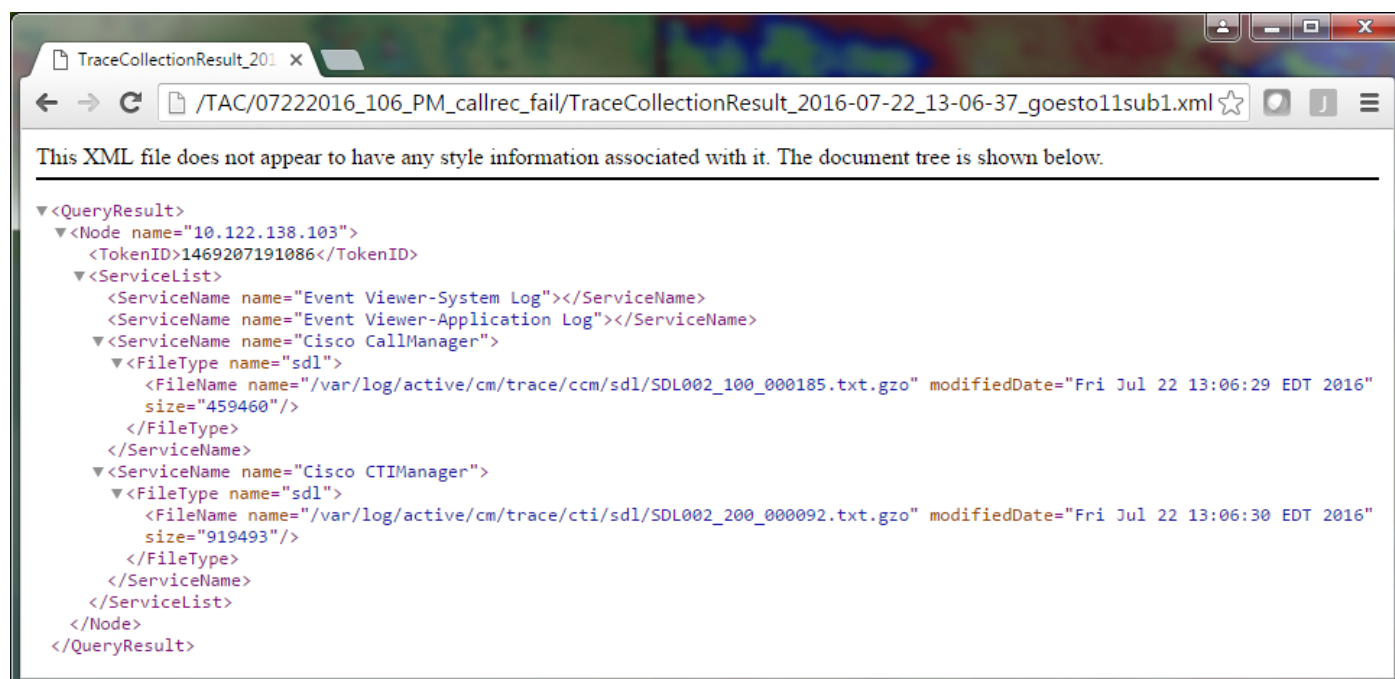 TraceCollectionResult_201
/TAC/07222016_106_PM_callrec_fail/TraceCollectionResult_2016-07-22_13-06-37_goesto11sub1.xml
J
This XML file does not appear to have any style information associated with it. The document tree is shown below.
▼<QueryResult>
▼<Node name="10.122.138.103">
<TokenID>1469207191086</TokenID>
▼<ServiceList>
<ServiceName name="Event Viewer-System Log"></ServiceName>
<ServiceName name="Event Viewer-Application Log"></ServiceName>
▼<ServiceName name="Cisco CallManager">
▼<FileType name="sdl">
<FileName name="/var/log/active/cm/trace/ccm/sdl/SDL002_100_000185.txt.gzo" modifiedDate="Fri Jul 22 13:06:29 EDT 2016"
size="459460"/>
</FileType>
</ServiceName>
▼<ServiceName name="Cisco CTIManager">
▼<FileType name="sdl">
<FileName name="/var/log/active/cm/trace/cti/sdl/SDL002_200_000092.txt.gzo" modifiedDate="Fri Jul 22 13:06:30 EDT 2016"
size="919493"/>
</FileType>
</ServiceName>
</ServiceList>
</Node>
</QueryResult>